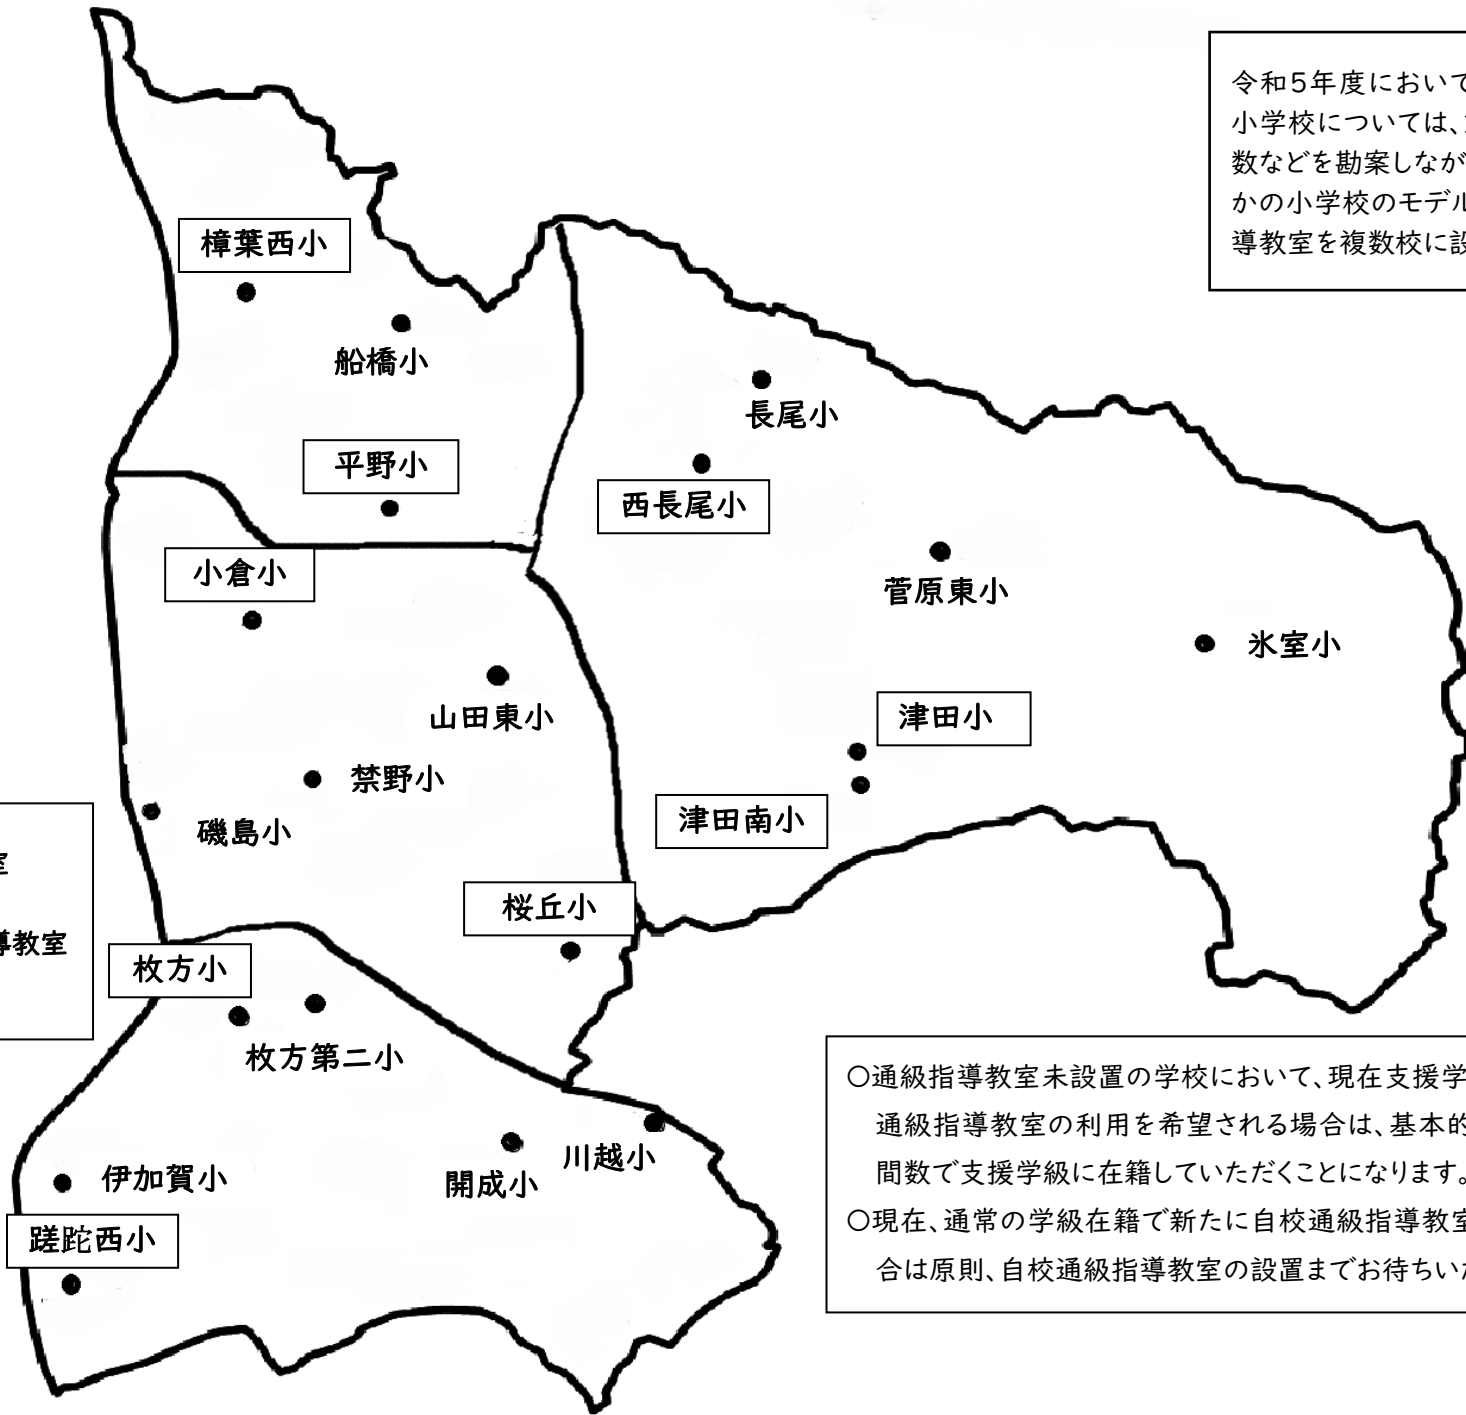 令和5年度において
小学校については、
数などを勘案しなが
かの小学校のモデル
導教室を複数校に設
樟葉西小
船橋小
平野小
長尾小
西長尾小
小倉小
菅原東小
氷室小
山田東小
津田小
禁野小
津田南小
磯島小
室
導教室
桜丘小
枚方小
枚方第二小
伊加賀小
開成小
川越小
蹉跎西小
〇通級指導教室未設置の学校において、現在支援学
通級指導教室の利用を希望される場合は、基本的
間数で支援学級に在籍していただくことになります。
〇現在、通常の学級在籍で新たに自校通級指導教室
合は原則、自校通級指導教室の設置までお待ちいた